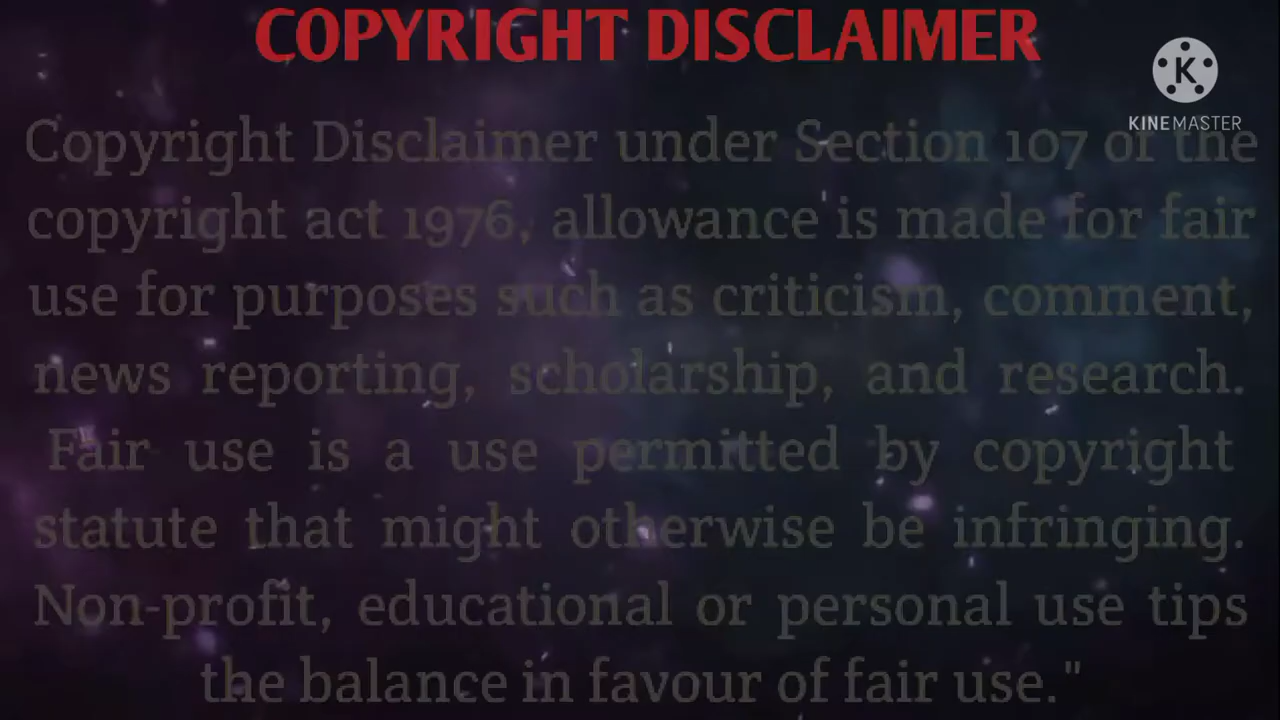 COPYRIGHT DISCLAIMER
K
KINEMASTER
Copyright Disclaimer under Section 107 of the
copyright act 1976, allowance is made for fair
use for purposes such as criticism, comment,
news reporting, scholarship, and research.
Fair use is a use permitted by copyright
statute that might otherwise be infringing.
Non-profit, educational or personal use tips
the balance in favour of fair use."